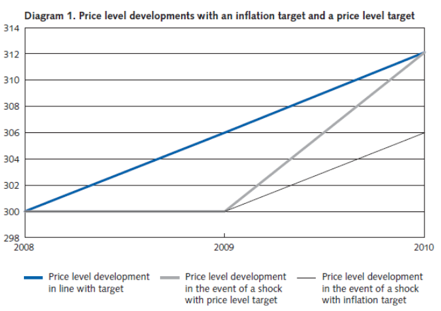 Diagram 1. Price level developments with an inflation target and a price level target
314
312
310
308
306
304
302
300
298
2008
2009
2010
Price level development
in line with target
Price level development
in the event of a shock
with price level target
Price level development
in the event of a shock
with inflation target